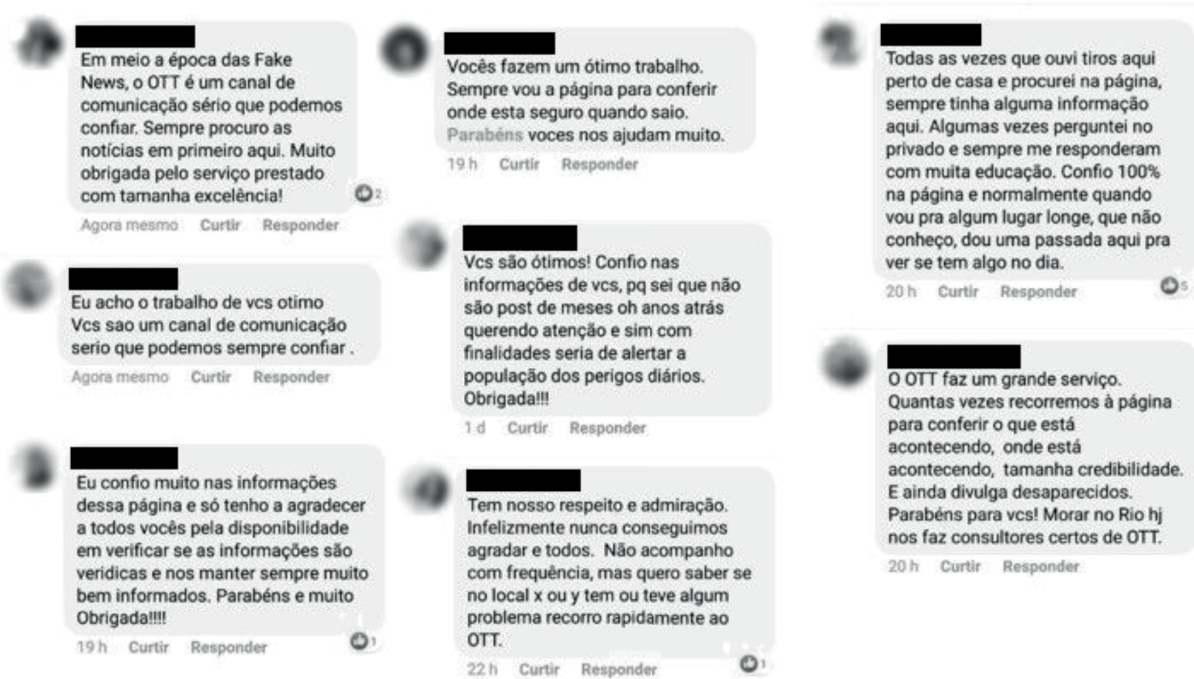 Em meio a época das Fake
News, o OTT é um canal de
comunicação sério que podemos
confiar. Sempre procuro as
notícias em primeiro aqui. Muito
obrigada pelo serviço prestado
com tamanha excelência!
2
Agora mesmo Curtir Responder
Eu acho o trabalho de vcs otimo
Vcs sao um canal de comunicação
serio que podemos sempre confiar .
Agora mesmo Curtir Responder
Eu confio muito nas informações
dessa página e só tenho a agradecer
a todos vocês pela disponibilidade
em verificar se as informações são
veridicas e nos manter sempre muito
bem informados. Parabéns e muito
Obrigada!!!!
1
19 h Curtir Responder
Vocês fazem um ótimo trabalho.
Sempre vou a página para conferir
onde esta seguro quando saio.
Parabéns voces nos ajudam muito.
19 h Curtir Responder
Vcs são ótimos! Confio nas
informações de vcs, pq sei que não
são post de meses oh anos atrás
querendo atenção e sim com
finalidades seria de alertar a
população dos perigos diários.
Obrigada!!!
1 d Curtir Responder
Tem nosso respeito e admiração.
Infelizmente nunca conseguimos
agradar e todos. Não acompanho
com frequência, mas quero saber se
no local x ou y tem ou teve algum
problema recorro rapidamente ao
OTT.
1
22 h Curtir Responder
Todas as vezes que ouvi tiros aqui
perto de casa e procurei na página,
sempre tinha alguma informação
aqui. Algumas vezes perguntei no
privado e sempre me responderam
com muita educação. Confio 100%
na página e normalmente quando
vou pra algum lugar longe, que não
conheço, dou uma passada aqui pra
ver se tem algo no dia.
5
20 h Curtir Responder
O OTT faz um grande serviço.
Quantas vezes recorremos à página
para conferir o que está
acontecendo, onde está
acontecendo, tamanha credibilidade.
E ainda divulga desaparecidos.
Parabéns para vcs! Morar no Rio hj
nos faz consultores certos de OTT.
20 h Curtir Responder